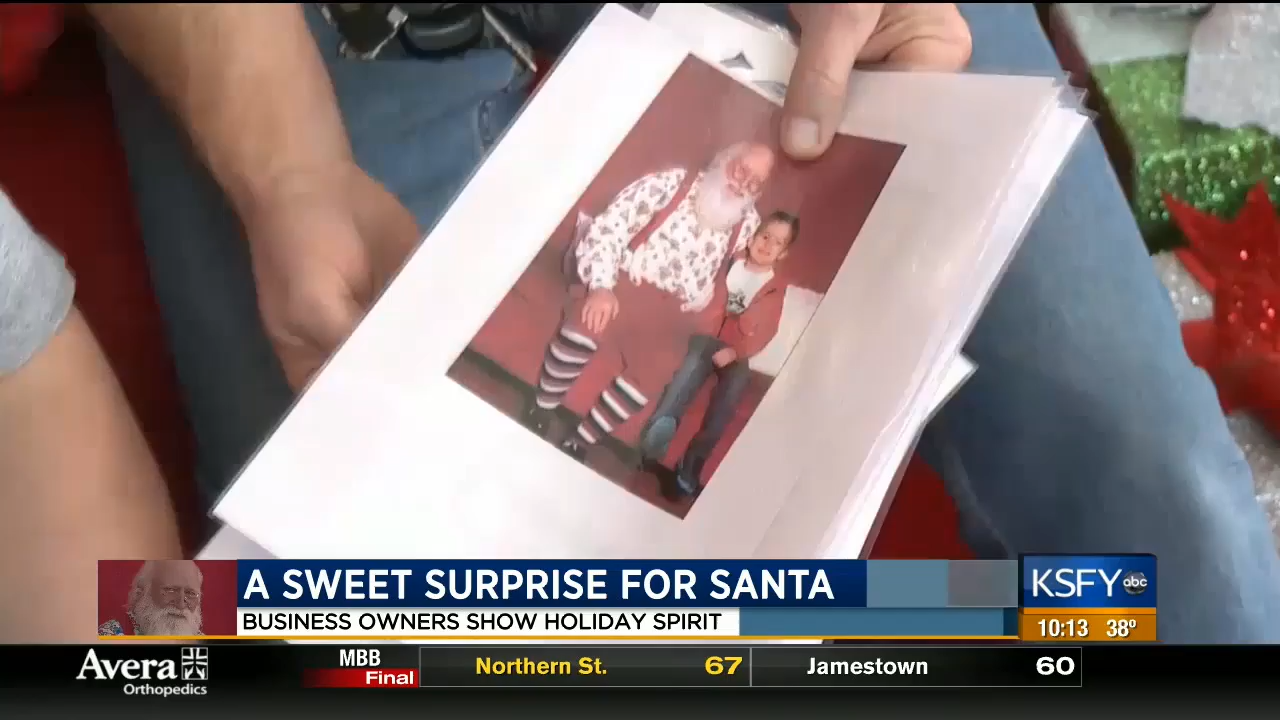 A SWEET SURPRISE FOR SANTA
BUSINESS OWNERS SHOW HOLIDAY SPIRIT
KSFY abc
10:13 38°
Avera
Orthopedics
MBB
Final
Northern St. 67
Jamestown 60